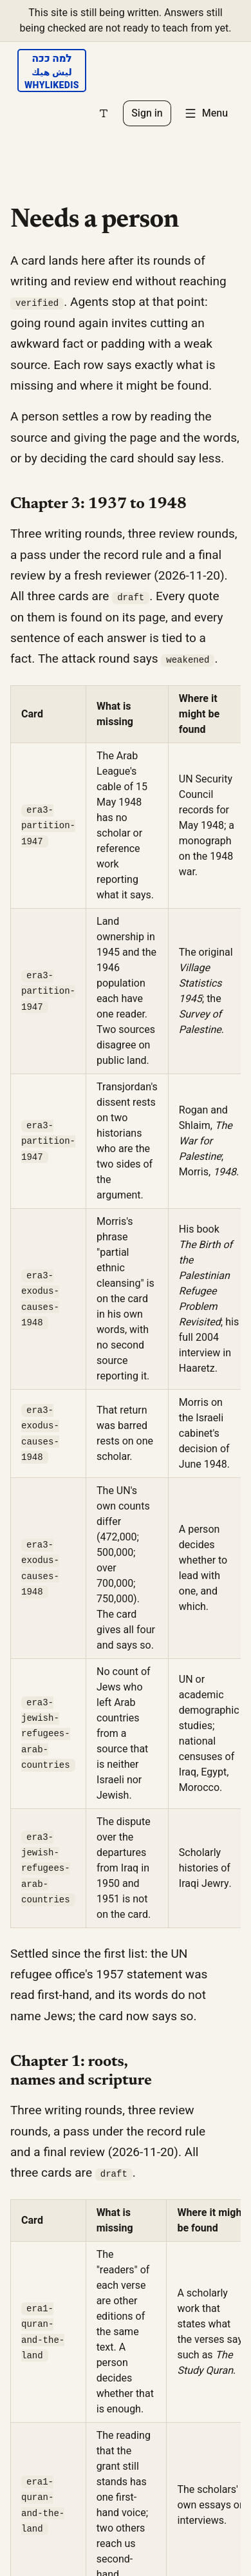 This site is still being written. Answers still
being checked are not ready to teach from yet.
למה ככה
ليش هيك
WHYLIKEDIS
T
Sign in
Menu
Needs a person
A card lands here after its rounds of
writing and review end without reaching
verified . Agents stop at that point:
going round again invites cutting an
awkward fact or padding with a weak
source. Each row says exactly what is
missing and where it might be found.
A person settles a row by reading the
source and giving the page and the words,
or by deciding the card should say less.
Chapter 3: 1937 to 1948
Three writing rounds, three review rounds,
a pass under the record rule and a final
review by a fresh reviewer (2026-11-20).
All three cards are draft . Every quote
on them is found on its page, and every
sentence of each answer is tied to a
fact. The attack round says weakened .
Card
What is
missing
Where it
might be
found
era3-
partition-
1947
The Arab
League's
cable of 15
May 1948
has no
scholar or
reference
work
reporting
what it says.
UN Security
Council
records for
May 1948; a
monograph
on the 1948
war.
era3-
partition-
1947
Land
ownership in
1945 and the
1946
population
each have
one reader.
Two sources
disagree on
public land.
The original
Village
Statistics
1945; the
Survey of
Palestine.
era3-
partition-
1947
Transjordan's
dissent rests
on two
historians
who are the
two sides of
the
argument.
Rogan and
Shlaim, The
War for
Palestine;
Morris, 1948.
era3-
exodus-
causes-
1948
Morris's
phrase
"partial
ethnic
cleansing" is
on the card
in his own
words, with
no second
source
reporting it.
His book
The Birth of
the
Palestinian
Refugee
Problem
Revisited; his
full 2004
interview in
Haaretz.
era3-
exodus-
causes-
1948
That return
was barred
rests on one
scholar.
Morris on
the Israeli
cabinet's
decision of
June 1948.
era3-
exodus-
causes-
1948
The UN's
own counts
differ
(472,000;
500,000;
over
700,000;
750,000).
The card
gives all four
and says so.
A person
decides
whether to
lead with
one, and
which.
era3-
jewish-
refugees-
arab-
countries
No count of
Jews who
left Arab
countries
from a
source that
is neither
Israeli nor
Jewish.
UN or
academic
demographic
studies;
national
censuses of
Iraq, Egypt,
Morocco.
era3-
jewish-
refugees-
arab-
countries
The dispute
over the
departures
from Iraq in
1950 and
1951 is not
on the card.
Scholarly
histories of
Iraqi Jewry.
Settled since the first list: the UN
refugee office's 1957 statement was
read first-hand, and its words do not
name Jews; the card now says so.
Chapter 1: roots,
names and scripture
Three writing rounds, three review
rounds, a pass under the record rule
and a final review (2026-11-20). All
three cards are draft .
Card
What is
missing
Where it migh
be found
era1-
quran-
and-the-
land
The
"readers" of
each verse
are other
editions of
the same
text. A
person
decides
whether that
is enough.
A scholarly
work that
states what
the verses say
such as The
Study Quran.
era1-
quran-
and-the-
land
The reading
that the
grant still
stands has
one first-
hand voice;
two others
reach us
second-
hand
The scholars'
own essays or
interviews.